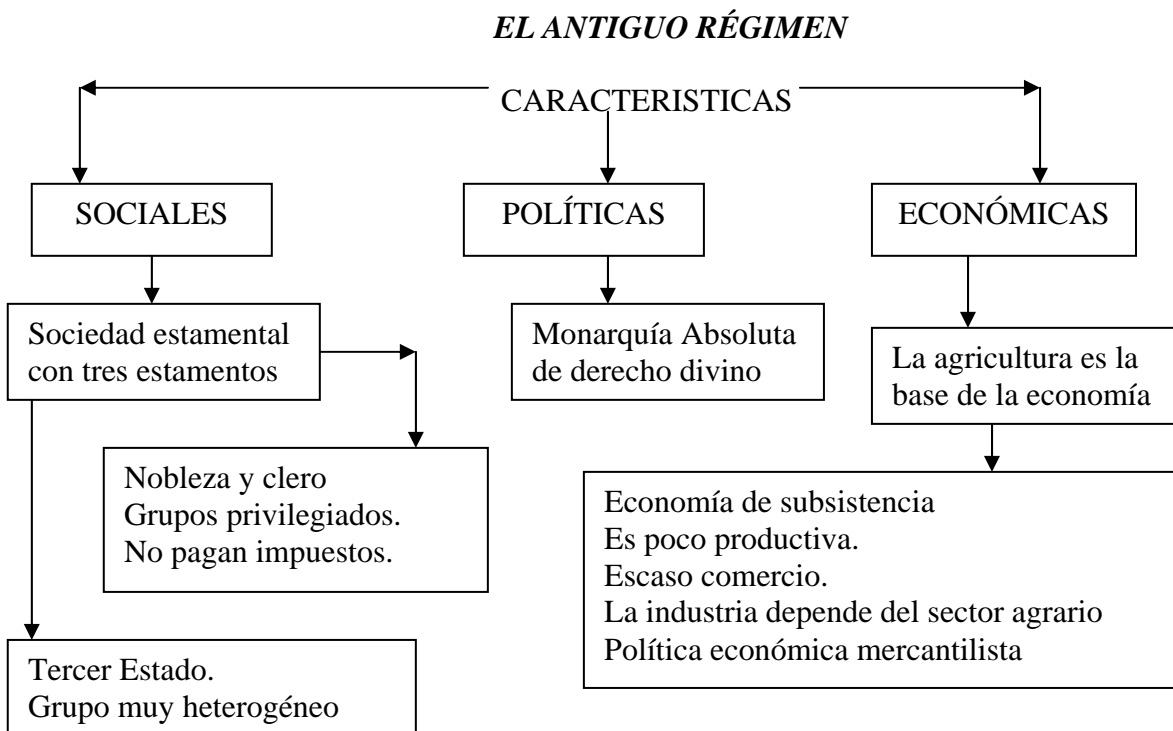 EL ANTIGUO RÉGIMEN
CARACTERISTICAS
SOCIALES
POLÍTICAS
ECONÓMICAS
Sociedad estamental
con tres estamentos
Monarquía Absoluta
de derecho divino
La agricultura es la
base de la economía
Nobleza y clero
Grupos privilegiados.
No pagan impuestos.
Economía de subsistencia
Es poco productiva.
Escaso comercio.
La industria depende del sector agrario
Política económica mercantilista
Tercer Estado.
Grupo muy heterogéneo